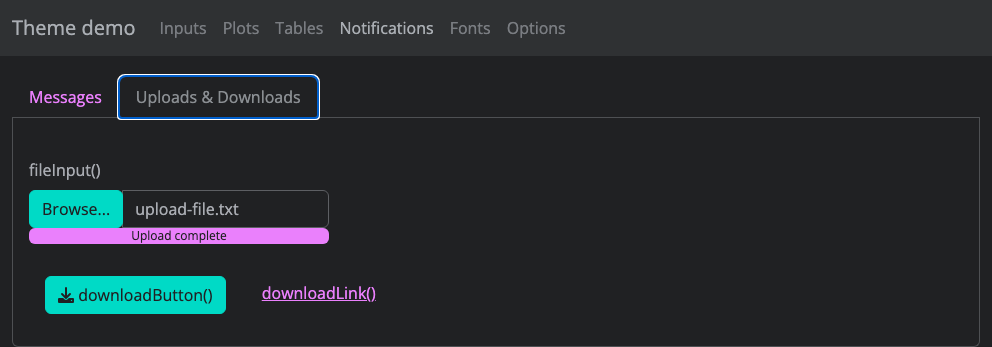 Theme demo Inputs Plots Tables Notifications Fonts Options
Messages Uploads & Downloads
fileInput()
Browse... upload-file.txt
Upload complete
downloadButton() downloadLink()